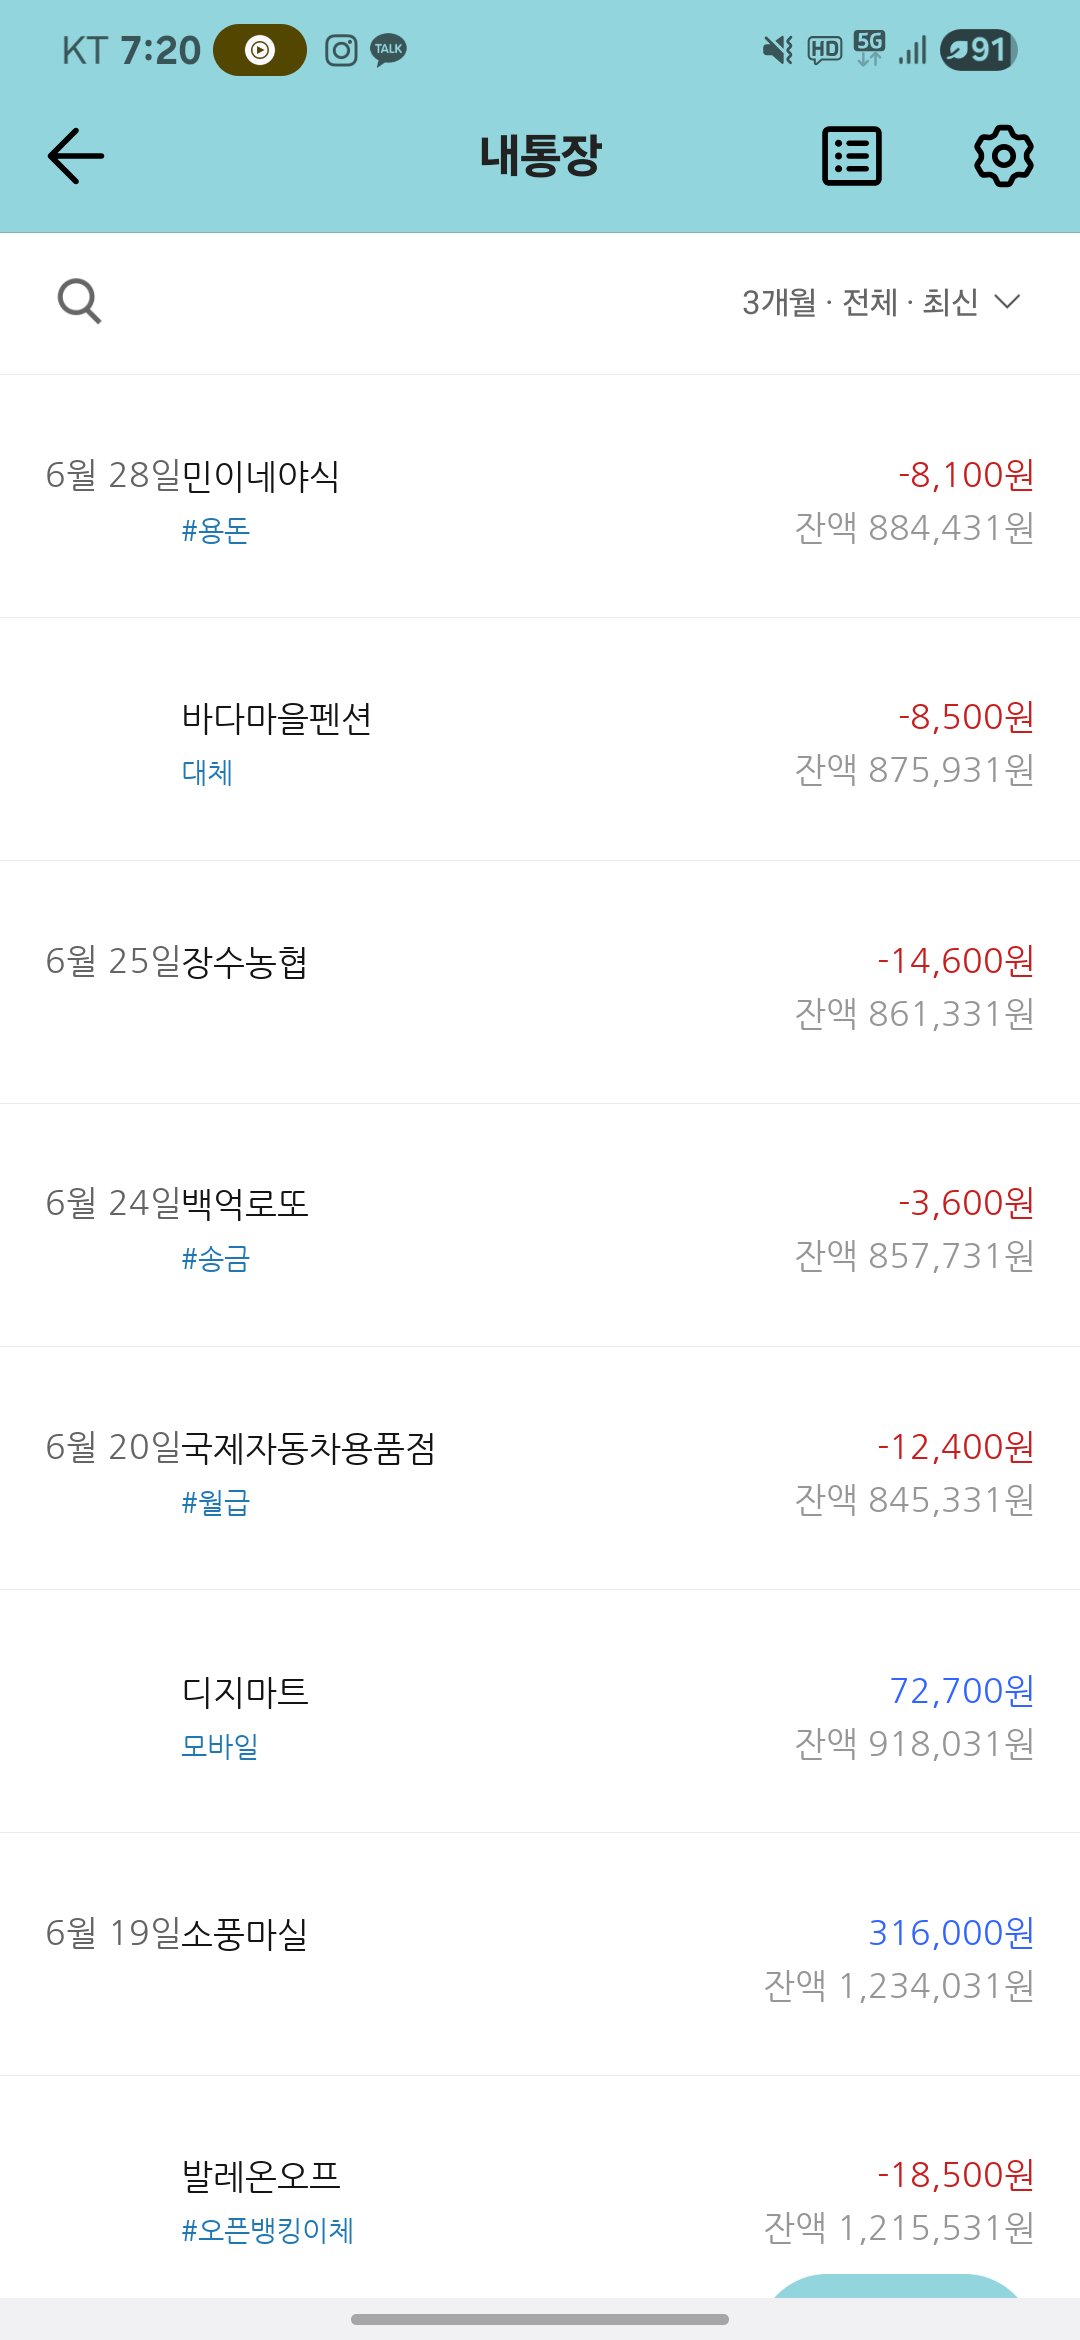 KT 7:20 TALK HD 5G 91
내통장
3개월 · 전체 · 최신
6월 28일 민이네야식 -8,100원
#용돈 잔액 884,431원
바다마을펜션 -8,500원
대체 잔액 875,931원
6월 25일 장수농협 -14,600원
잔액 861,331원
6월 24일 백억로또 -3,600원
#송금 잔액 857,731원
6월 20일 국제자동차용품점 -12,400원
#월급 잔액 845,331원
디지마트 72,700원
모바일 잔액 918,031원
6월 19일 소풍마실 316,000원
잔액 1,234,031원
발레온오프 -18,500원
#오픈뱅킹이체 잔액 1,215,531원